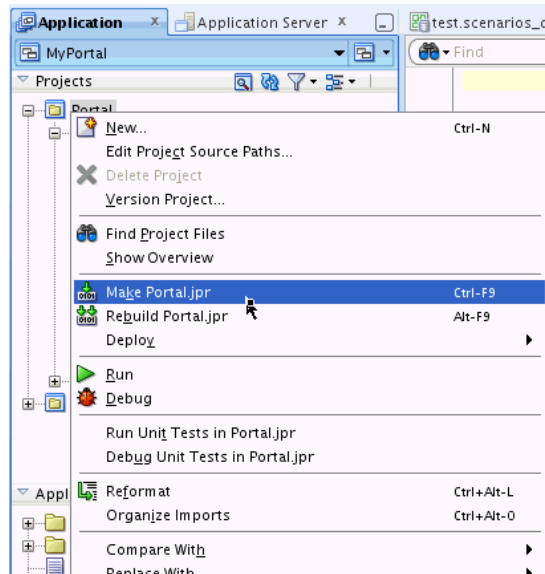 Application x Application Server x test.scenarios_
MyPortal Find
Projects
Portal
New... Ctrl-N
Edit Project Source Paths...
Delete Project
Version Project...
Find Project Files
Show Overview
Make Portal.jpr Ctrl-F9
Rebuild Portal.jpr Alt-F9
Deploy
Run
Debug
Run Unit Tests in Portal.jpr
Debug Unit Tests in Portal.jpr
Appl
Reformat Ctrl+Alt-L
Organize Imports Ctrl+Alt-O
Compare With
Replace With